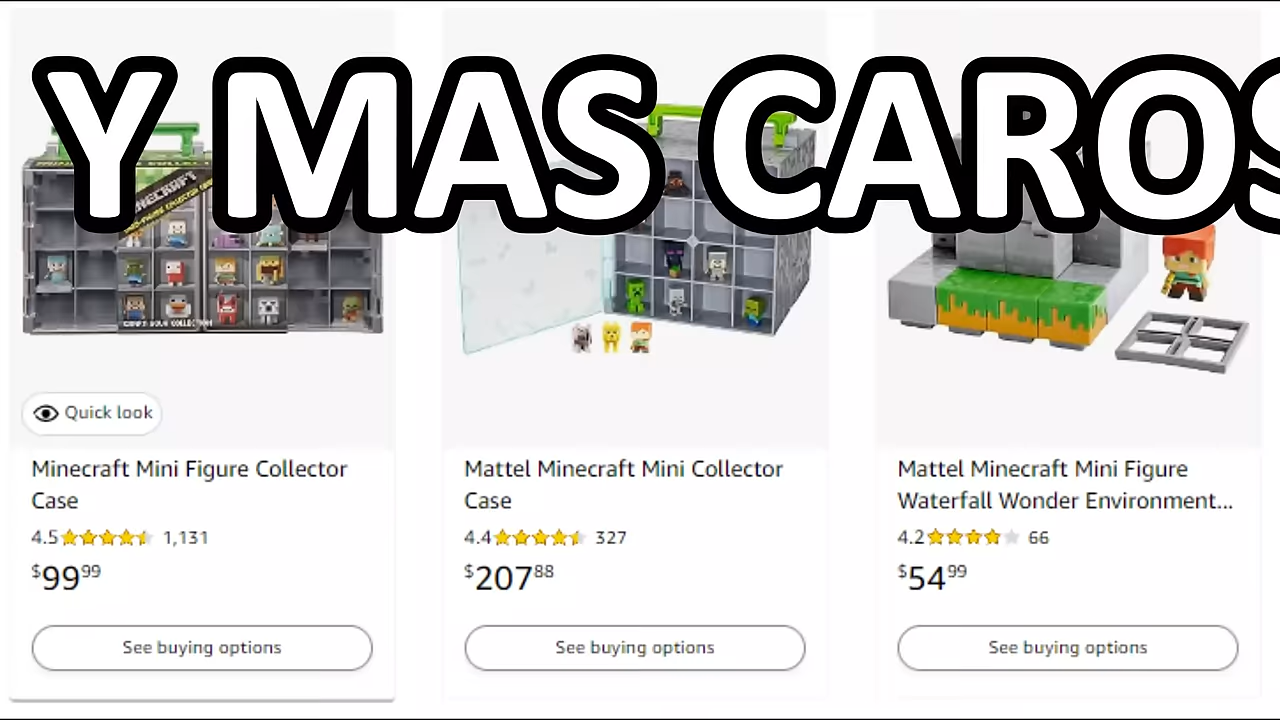 Y MAS CAROS
MINECRAFT
Quick look
Minecraft Mini Figure Collector
Case
4.5 1,131
$99 99
See buying options
Mattel Minecraft Mini Collector
Case
4.4 327
$207 88
See buying options
Mattel Minecraft Mini Figure
Waterfall Wonder Environment...
4.2 66
$54 99
See buying options